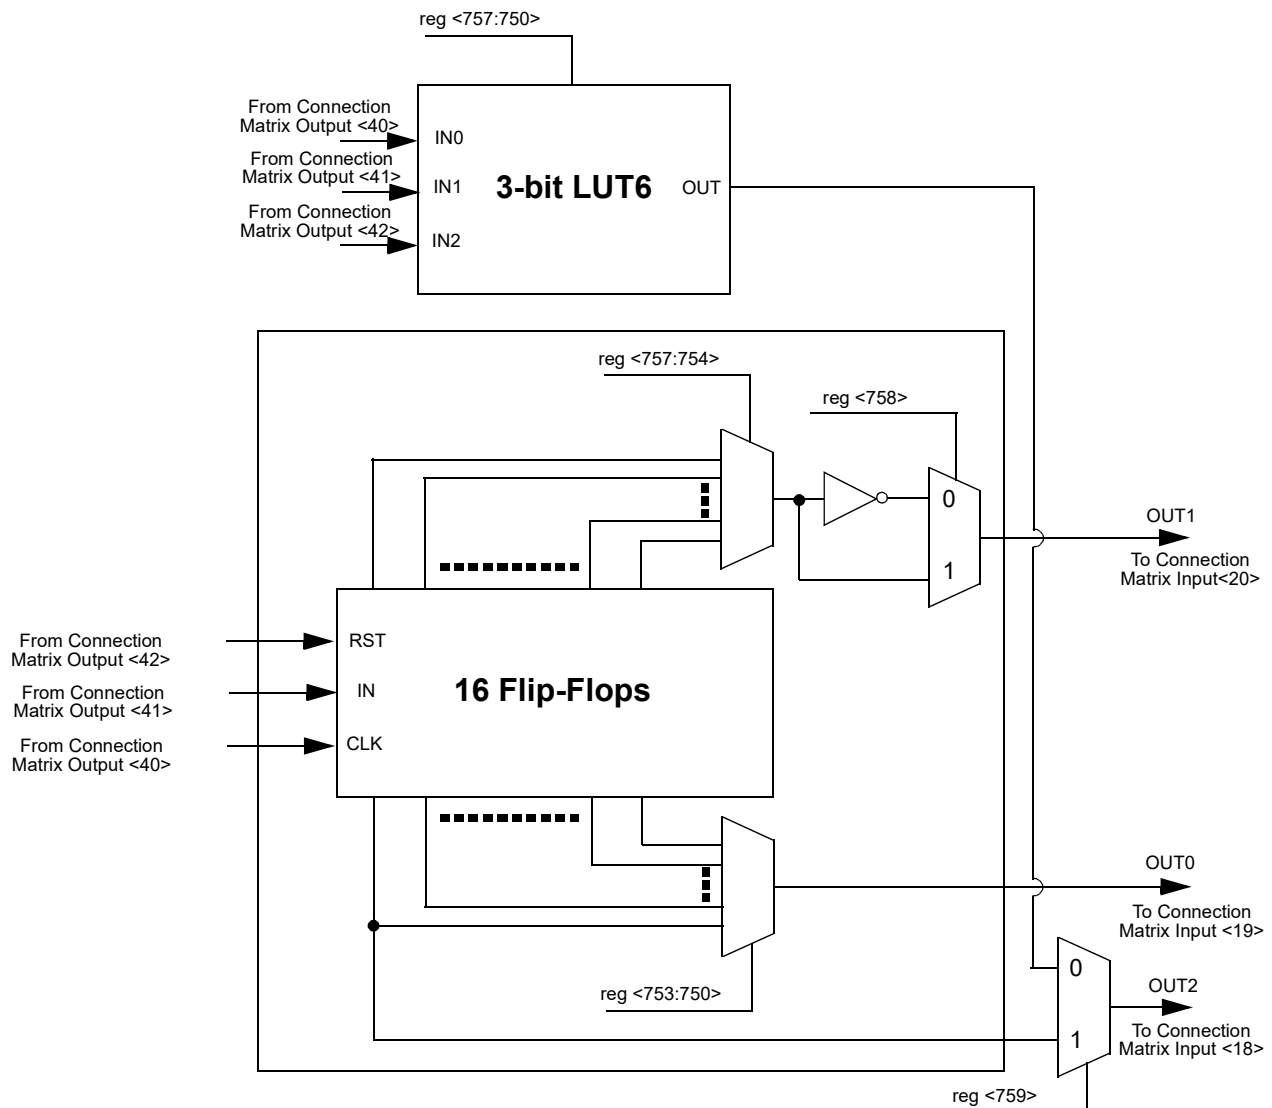 reg <757:750>
From Connection
Matrix Output <40>
IN0
From Connection
Matrix Output <41>
IN1
3-bit LUT6
OUT
From Connection
Matrix Output <42>
IN2
reg <757:754>
reg <758>
0
1
OUT1
To Connection
Matrix Input<20>
From Connection
Matrix Output <42>
RST
From Connection
Matrix Output <41>
IN
16 Flip-Flops
From Connection
Matrix Output <40>
CLK
OUT0
To Connection
Matrix Input <19>
reg <753:750>
0
1
OUT2
To Connection
Matrix Input <18>
reg <759>